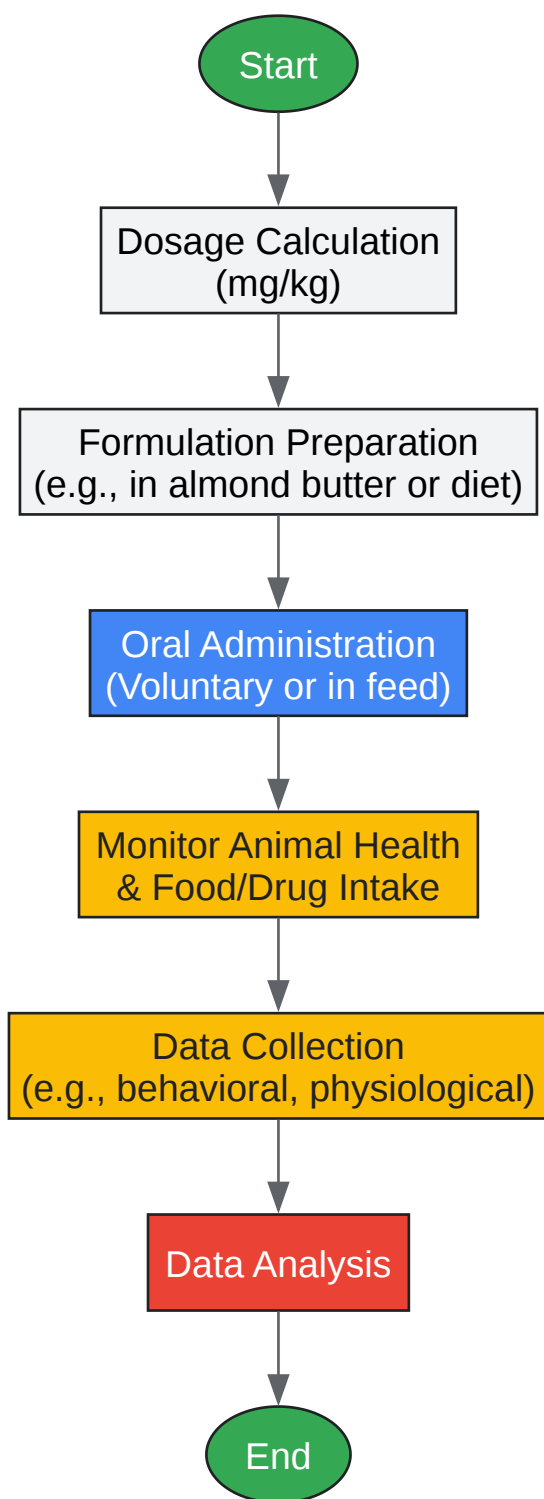 Start
Dosage Calculation
(mg/kg)
Formulation Preparation
(e.g., in almond butter or diet)
Oral Administration
(Voluntary or in feed)
Monitor Animal Health
& Food/Drug Intake
Data Collection
(e.g., behavioral, physiological)
Data Analysis
End